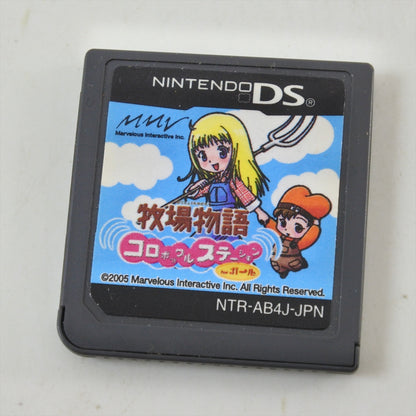 NINTENDO DS®
Marvelous Interactive Inc.
牧場物語
コロボックルステーション
for ガール
©2005 Marvelous Interactive Inc. All Rights Reserved.
NTR-AB4J-JPN